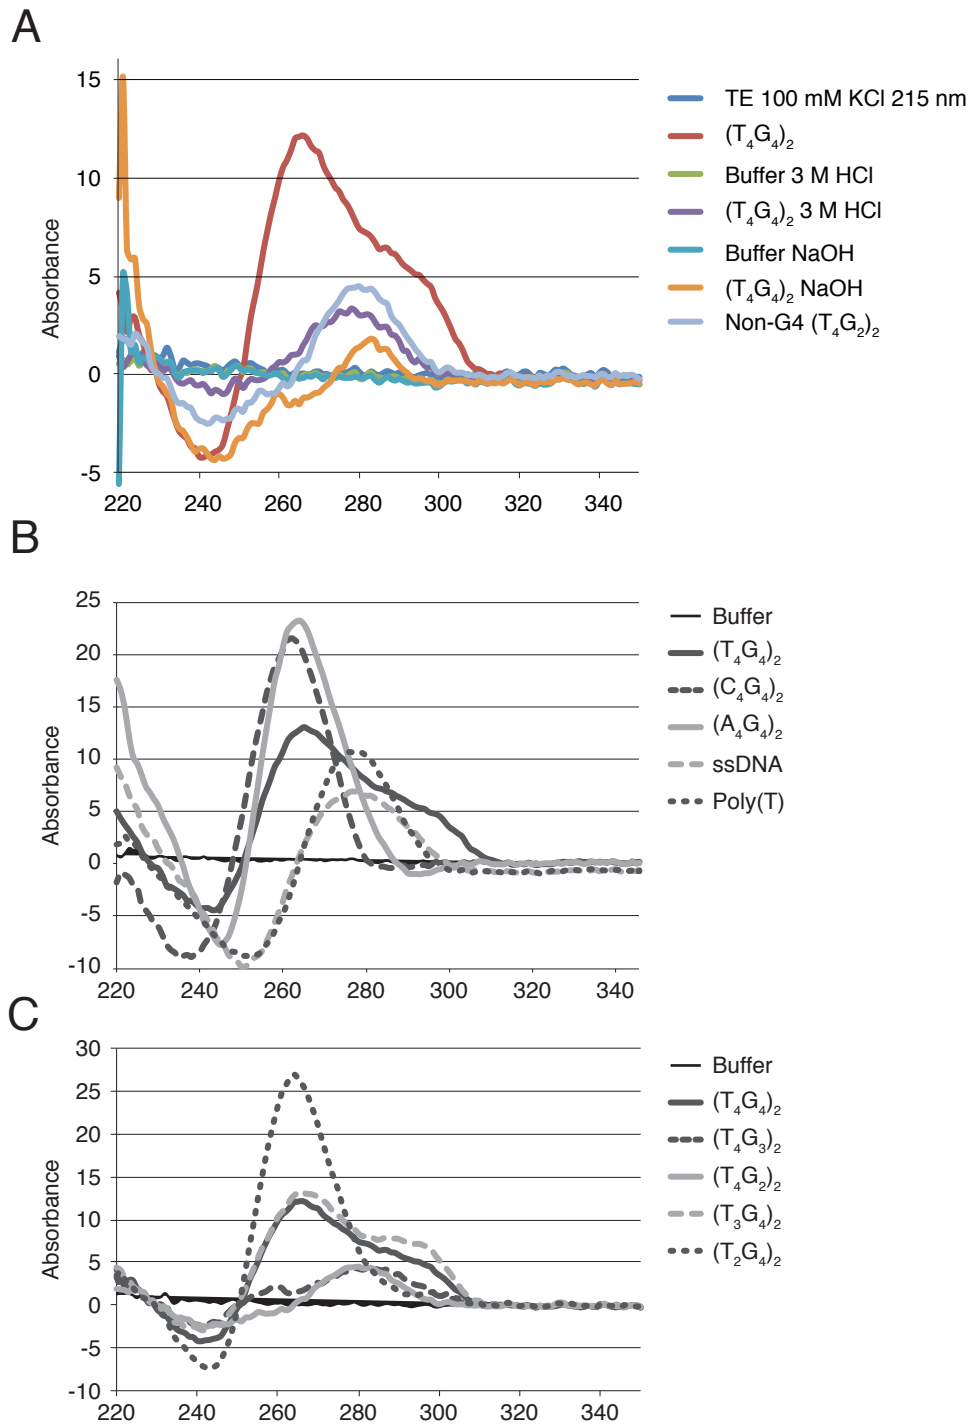 A
15
10
5
0
-5
Absorbance
220 240 260 280 300 320 340
TE 100 mM KCl 215 nm
(T₄G₄)₂
Buffer 3 M HCl
(T₄G₄)₂ 3 M HCl
Buffer NaOH
(T₄G₄)₂ NaOH
Non-G4 (T₄G₂)₂
B
25
20
15
10
5
0
-5
-10
Absorbance
220 240 260 280 300 320 340
Buffer
(T₄G₄)₂
(C₄G₄)₂
(A₄G₄)₂
ssDNA
Poly(T)
C
30
25
20
15
10
5
0
-5
-10
Absorbance
220 240 260 280 300 320 340
Buffer
(T₄G₄)₂
(T₄G₃)₂
(T₄G₂)₂
(T₃G₄)₂
(T₂G₄)₂